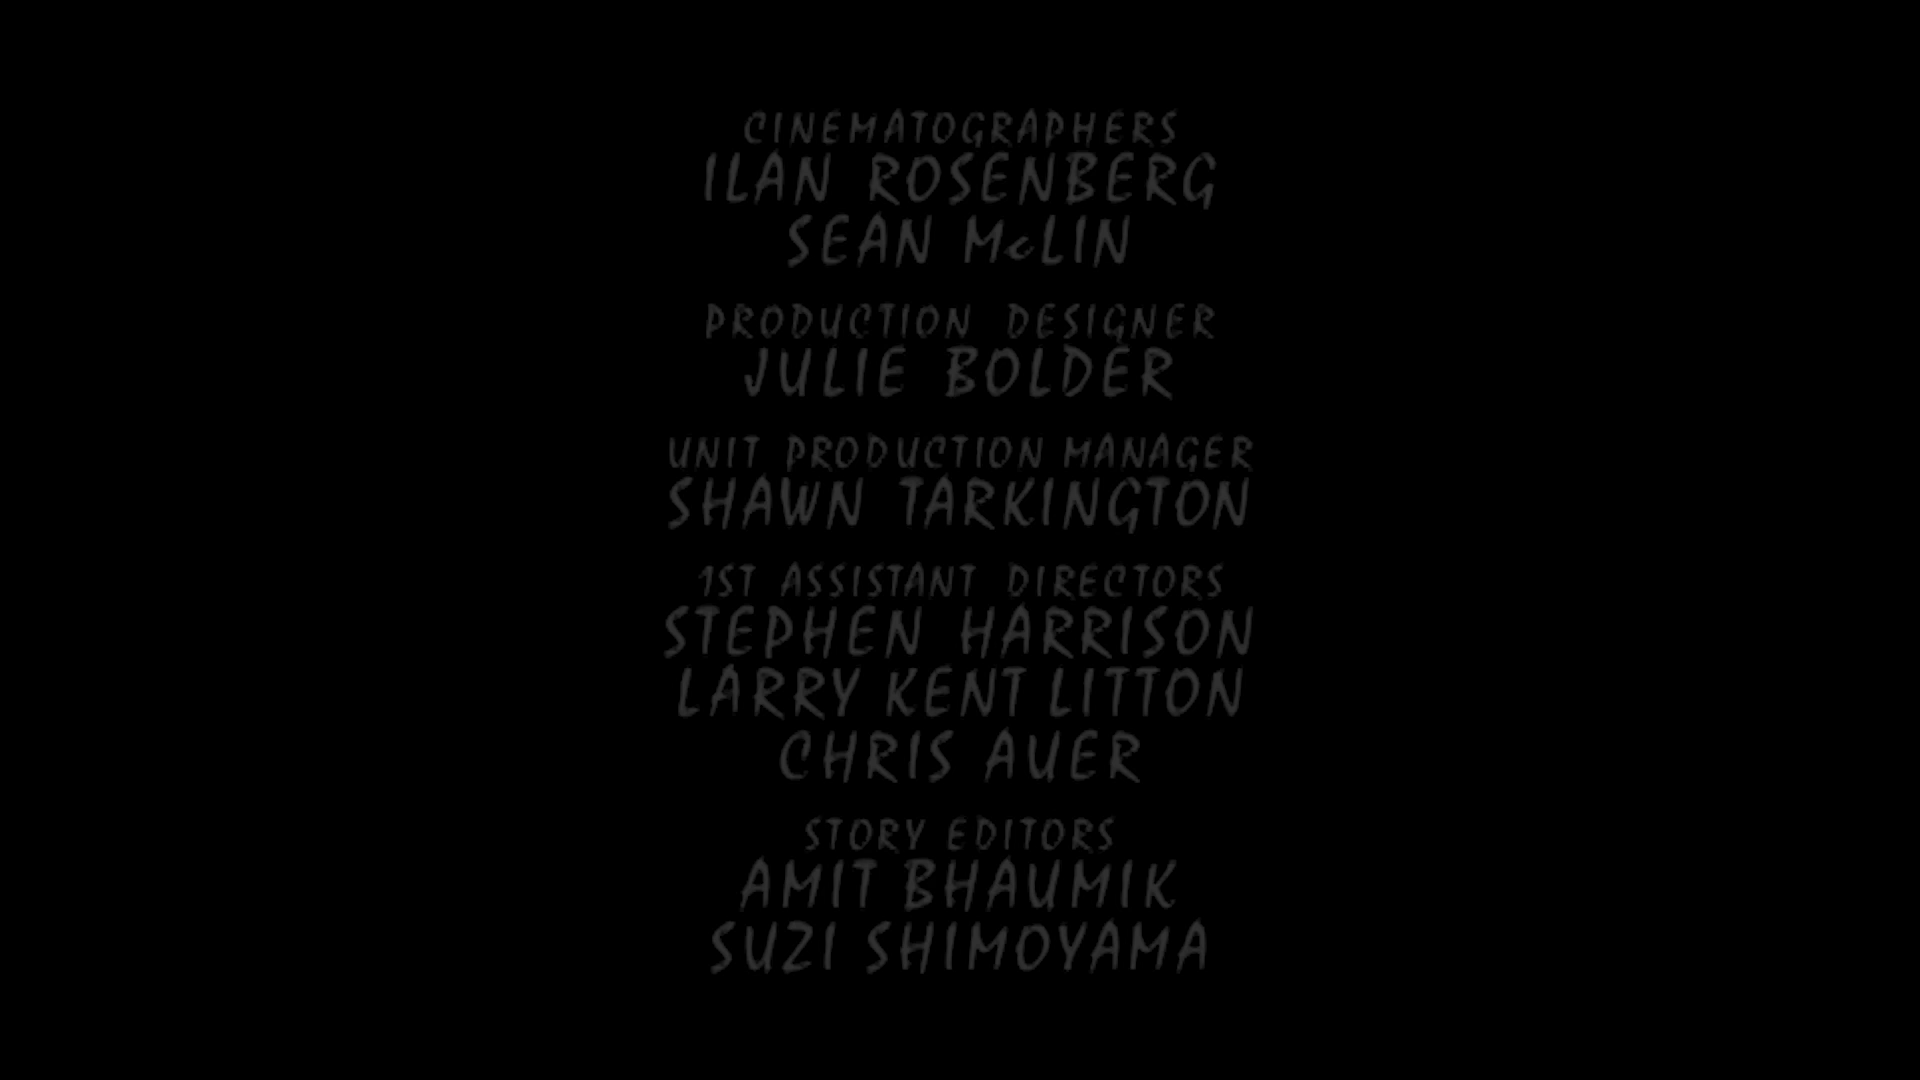 CINEMATOGRAPHERS
ILAN ROSENBERG
SEAN McLIN
PRODUCTION DESIGNER
JULIE BOLDER
UNIT PRODUCTION MANAGER
SHAWN TARKINGTON
1ST ASSISTANT DIRECTORS
STEPHEN HARRISON
LARRY KENT LITTON
CHRIS AUER
STORY EDITORS
AMIT BHAUMIK
SUZI SHIMOYAMA